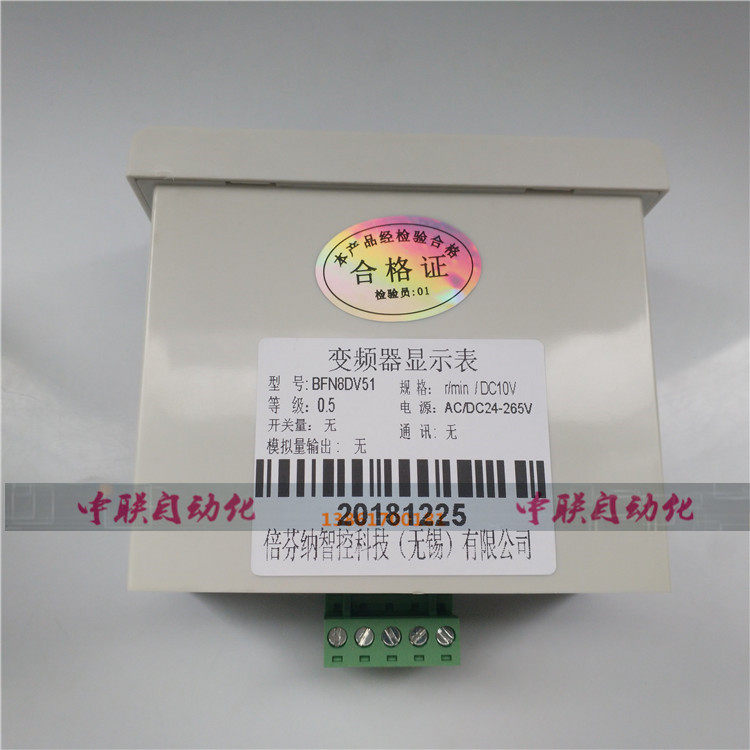 本产品经检验合格
合格证
检验员:01
变频器显示表
型号:BFN8DV51 规格: r/min /DC10V
等级: 0.5 电源: AC/DC24-265V
开关量: 无 通讯: 无
模拟量输出: 无
中联自动化 中联自动化
20181225
倍芬纳智控科技(无锡)有限公司